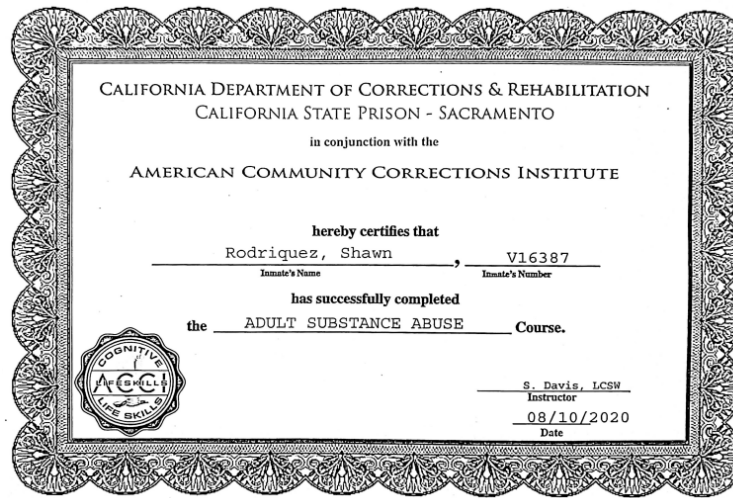 CALIFORNIA DEPARTMENT OF CORRECTIONS & REHABILITATION
CALIFORNIA STATE PRISON - SACRAMENTO
in conjunction with the
AMERICAN COMMUNITY CORRECTIONS INSTITUTE
hereby certifies that
Rodriquez, Shawn, V16387
Inmate's Name Inmate's Number
has successfully completed
the ADULT SUBSTANCE ABUSE Course.
COGNITIVE
ACCI
LIFESKILLS
LIFE SKILLS
S. Davis, LCSW
Instructor
08/10/2020
Date